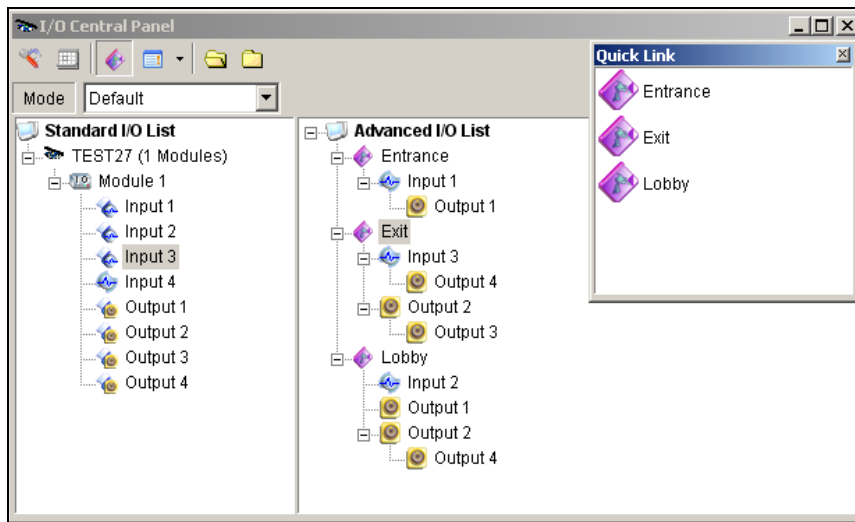 I/O Central Panel
Mode Default
Standard I/O List
TEST27 (1 Modules)
Module 1
Input 1
Input 2
Input 3
Input 4
Output 1
Output 2
Output 3
Output 4
Advanced I/O List
Entrance
Input 1
Output 1
Exit
Input 3
Output 4
Output 2
Output 3
Lobby
Input 2
Output 1
Output 2
Output 4
Quick Link
Entrance
Exit
Lobby